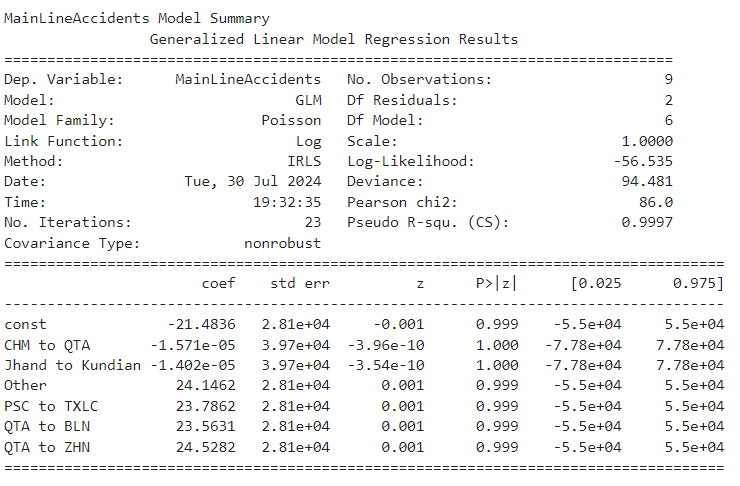 MainLineAccidents Model Summary
Generalized Linear Model Regression Results
==============================================================================
Dep. Variable: MainLineAccidents No. Observations: 9
Model: GLM Df Residuals: 2
Model Family: Poisson Df Model: 6
Link Function: Log Scale: 1.0000
Method: IRLS Log-Likelihood: -56.535
Date: Tue, 30 Jul 2024 Deviance: 94.481
Time: 19:32:35 Pearson chi2: 86.0
No. Iterations: 23 Pseudo R-squ. (CS): 0.9997
Covariance Type: nonrobust
====================================================================================
coef std err z P>|z| [0.025 0.975]
------------------------------------------------------------------------------------
const -21.4836 2.81e+04 -0.001 0.999 -5.5e+04 5.5e+04
CHM to QTA -1.571e-05 3.97e+04 -3.96e-10 1.000 -7.78e+04 7.78e+04
Jhand to Kundian -1.402e-05 3.97e+04 -3.54e-10 1.000 -7.78e+04 7.78e+04
Other 24.1462 2.81e+04 0.001 0.999 -5.5e+04 5.5e+04
PSC to TXLC 23.7862 2.81e+04 0.001 0.999 -5.5e+04 5.5e+04
QTA to BLN 23.5631 2.81e+04 0.001 0.999 -5.5e+04 5.5e+04
QTA to ZHN 24.5282 2.81e+04 0.001 0.999 -5.5e+04 5.5e+04
====================================================================================